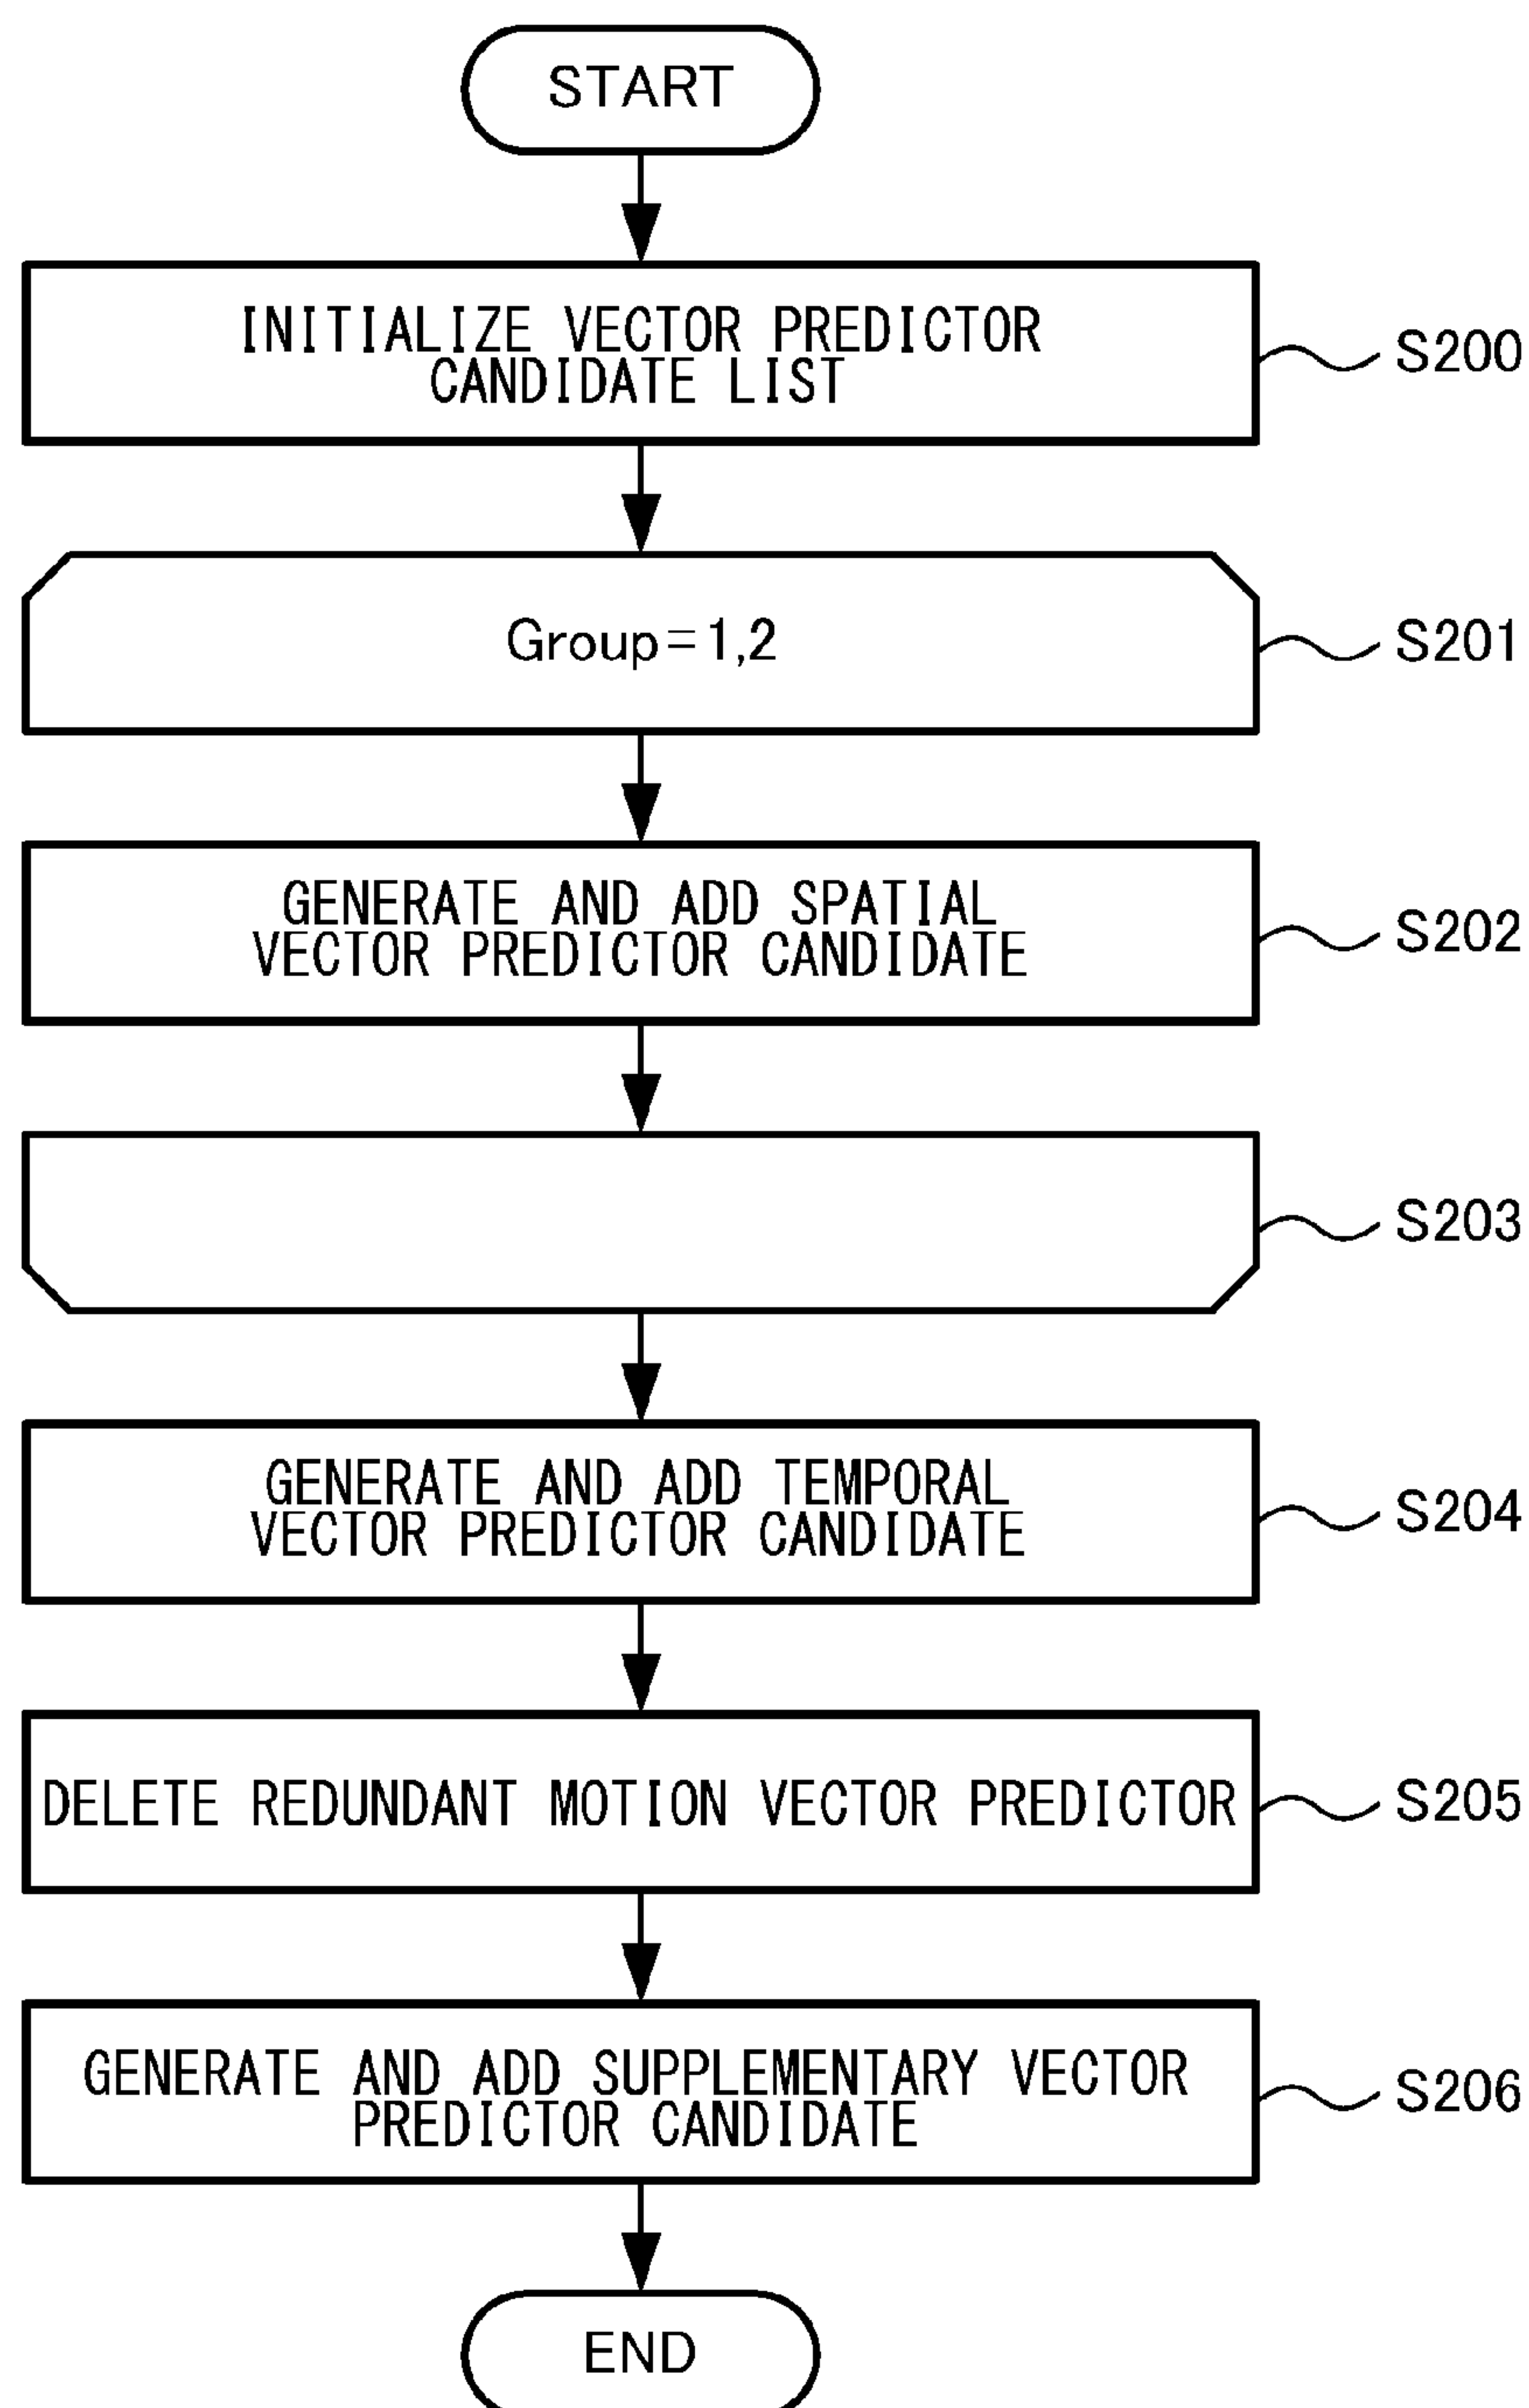 START
INITIALIZE VECTOR PREDICTOR
CANDIDATE LIST
S200
Group=1,2
S201
GENERATE AND ADD SPATIAL
VECTOR PREDICTOR CANDIDATE
S202
S203
GENERATE AND ADD TEMPORAL
VECTOR PREDICTOR CANDIDATE
S204
DELETE REDUNDANT MOTION VECTOR PREDICTOR
S205
GENERATE AND ADD SUPPLEMENTARY VECTOR
PREDICTOR CANDIDATE
S206
END